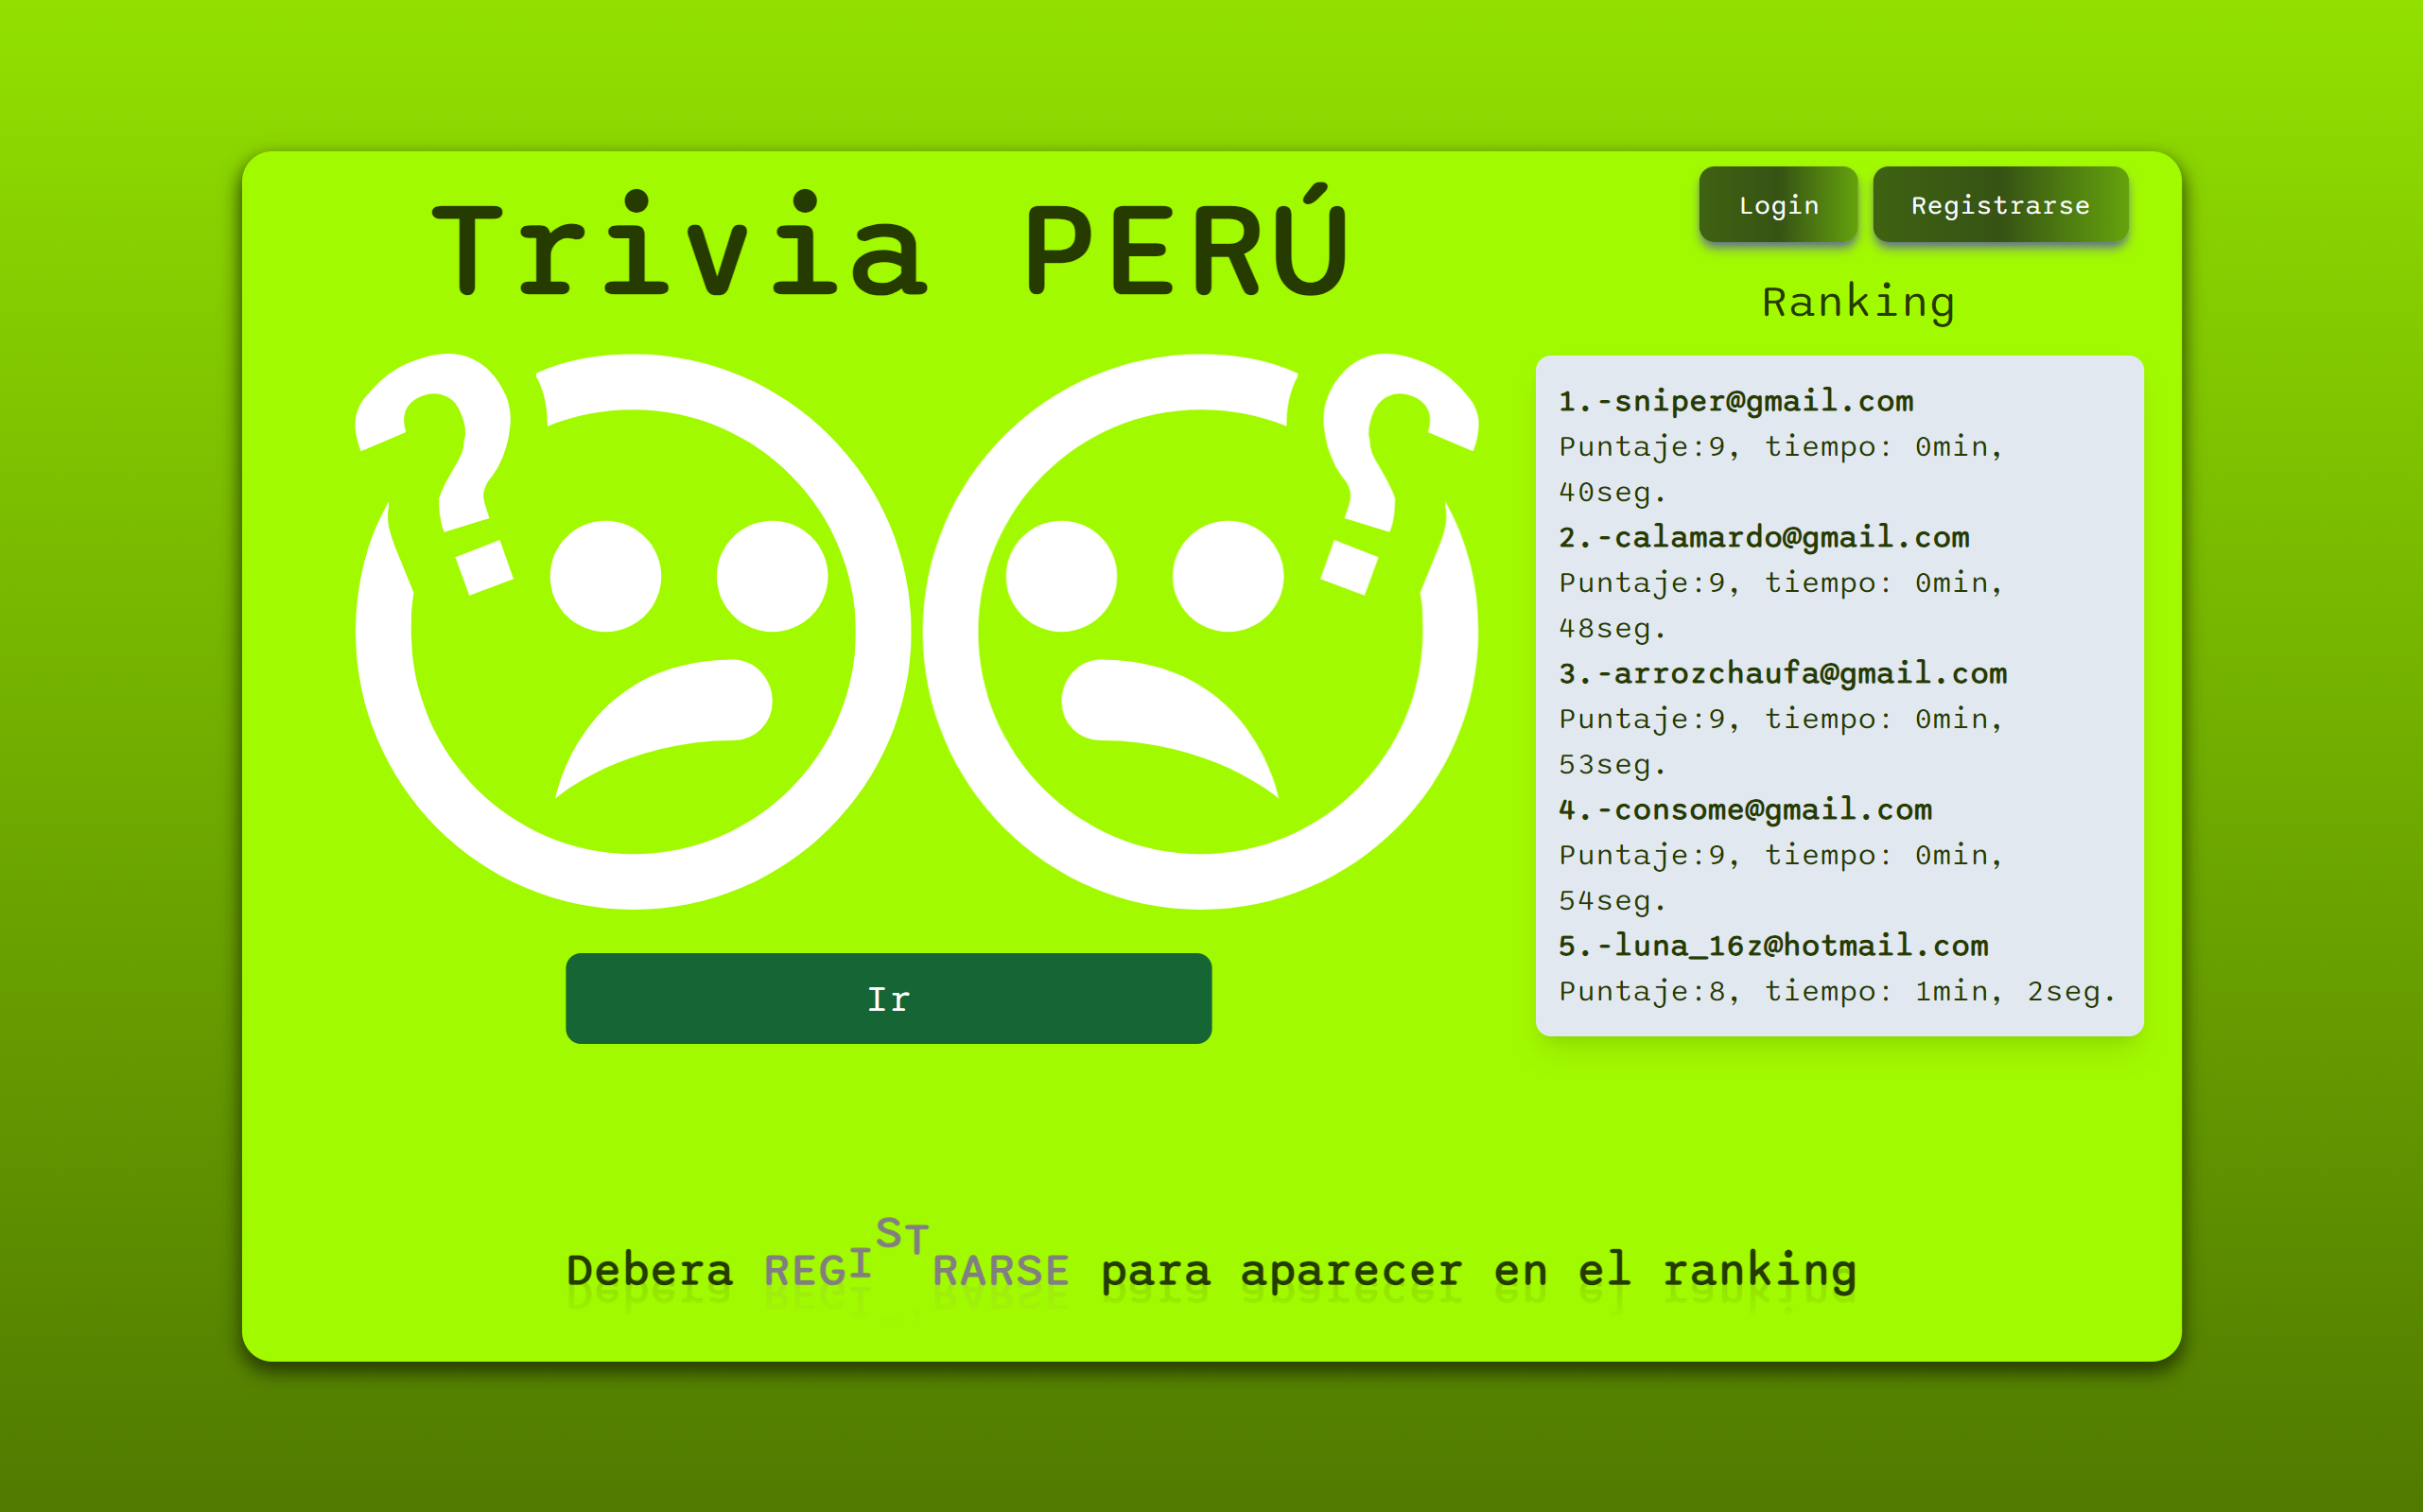 Trivia PERÚ
Login
Registrarse
Ranking
1.-sniper@gmail.com
Puntaje:9, tiempo: 0min,
40seg.
2.-calamardo@gmail.com
Puntaje:9, tiempo: 0min,
48seg.
3.-arrozchaufa@gmail.com
Puntaje:9, tiempo: 0min,
53seg.
4.-consome@gmail.com
Puntaje:9, tiempo: 0min,
54seg.
5.-luna_16z@hotmail.com
Puntaje:8, tiempo: 1min, 2seg.
Ir
Debera REGISTRARSE para aparecer en el ranking